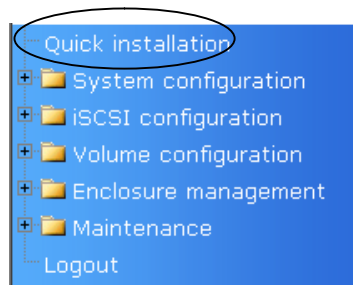 Quick installation
System configuration
iSCSI configuration
Volume configuration
Enclosure management
Maintenance
Logout